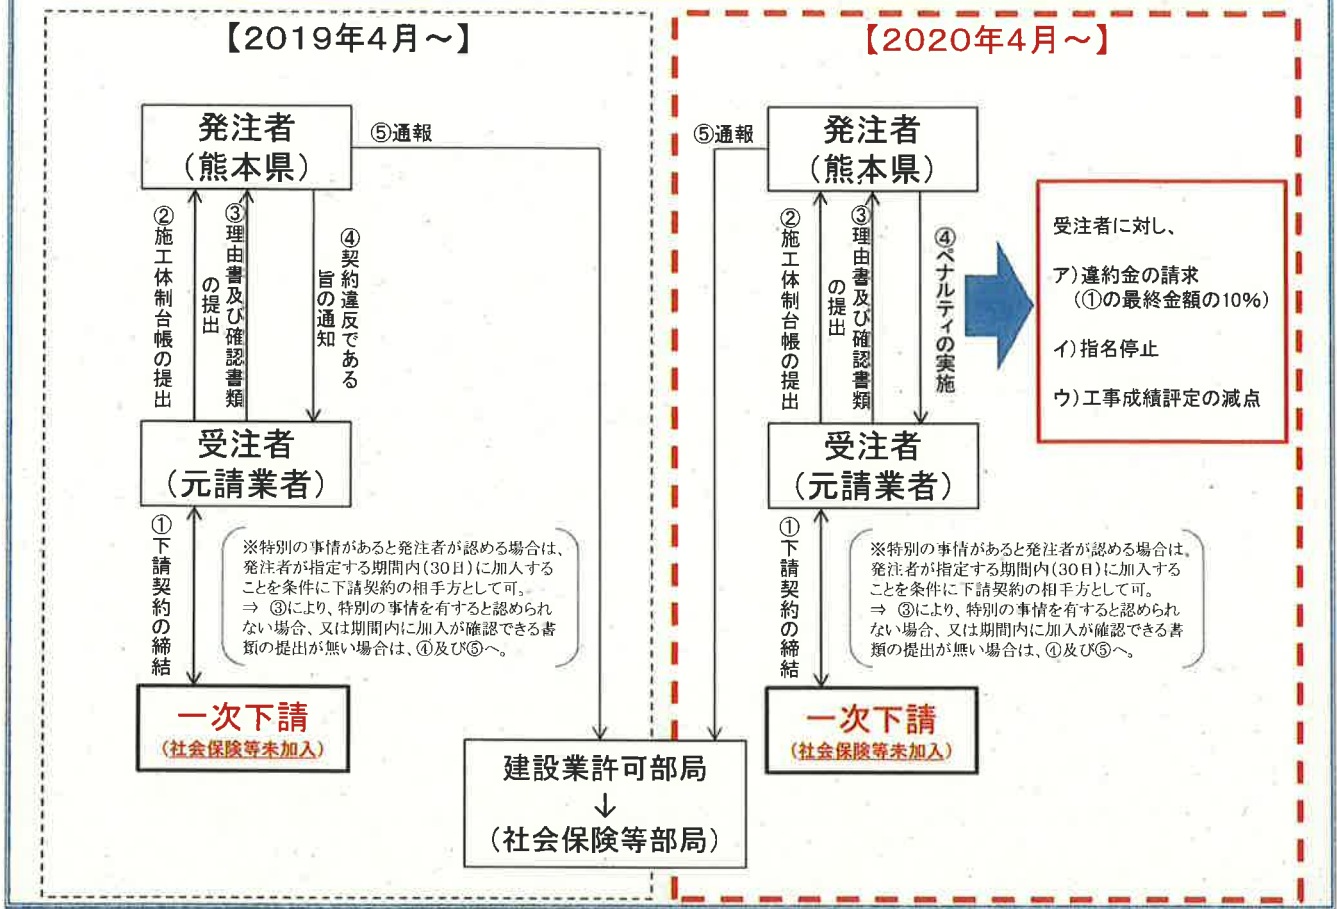 【2019年4月～】
発注者
（熊本県）
⑤通報
②施工体制台帳の提出
③理由書及び確認書類
の提出
④契約違反である
旨の通知
受注者
（元請業者）
①下請契約の締結
※特別の事情があると発注者が認める場合は、
発注者が指定する期間内（30日）に加入する
ことを条件に下請契約の相手方として可。
⇒ ③により、特別の事情を有すると認められ
ない場合、又は期間内に加入が確認できる書
類の提出が無い場合は、④及び⑤へ。
一次下請
（社会保険等未加入）
建設業許可部局
↓
（社会保険等部局）
【2020年4月～】
発注者
（熊本県）
⑤通報
②施工体制台帳の提出
③理由書及び確認書類
の提出
④ペナルティの実施
受注者に対し、
ア）違約金の請求
（①の最終金額の10%）
イ）指名停止
ウ）工事成績評定の減点
受注者
（元請業者）
①下請契約の締結
※特別の事情があると発注者が認める場合は、
発注者が指定する期間内（30日）に加入する
ことを条件に下請契約の相手方として可。
⇒ ③により、特別の事情を有すると認められ
ない場合、又は期間内に加入が確認できる書
類の提出が無い場合は、④及び⑤へ。
一次下請
（社会保険等未加入）